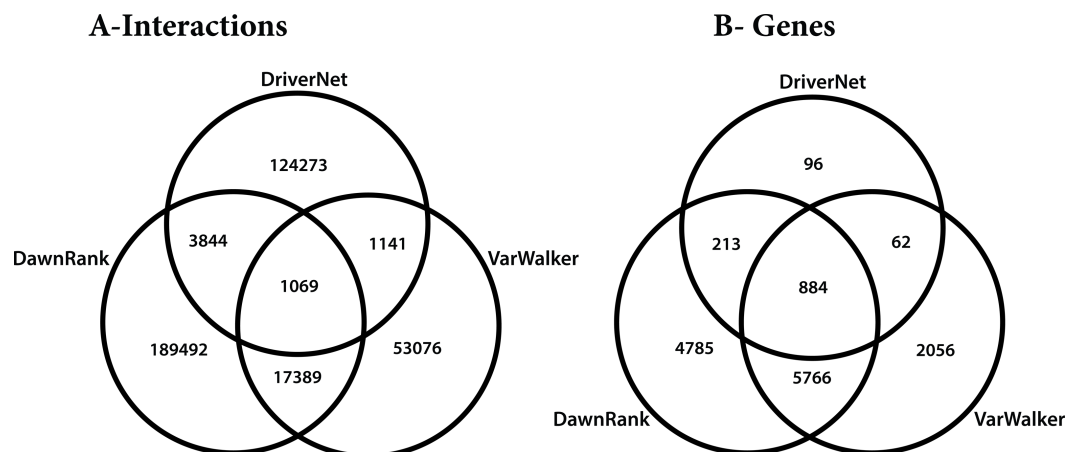 A-Interactions
DriverNet
124273
3844
1141
DawnRank
VarWalker
1069
189492
53076
17389
B- Genes
DriverNet
96
213
62
884
4785
2056
5766
DawnRank
VarWalker